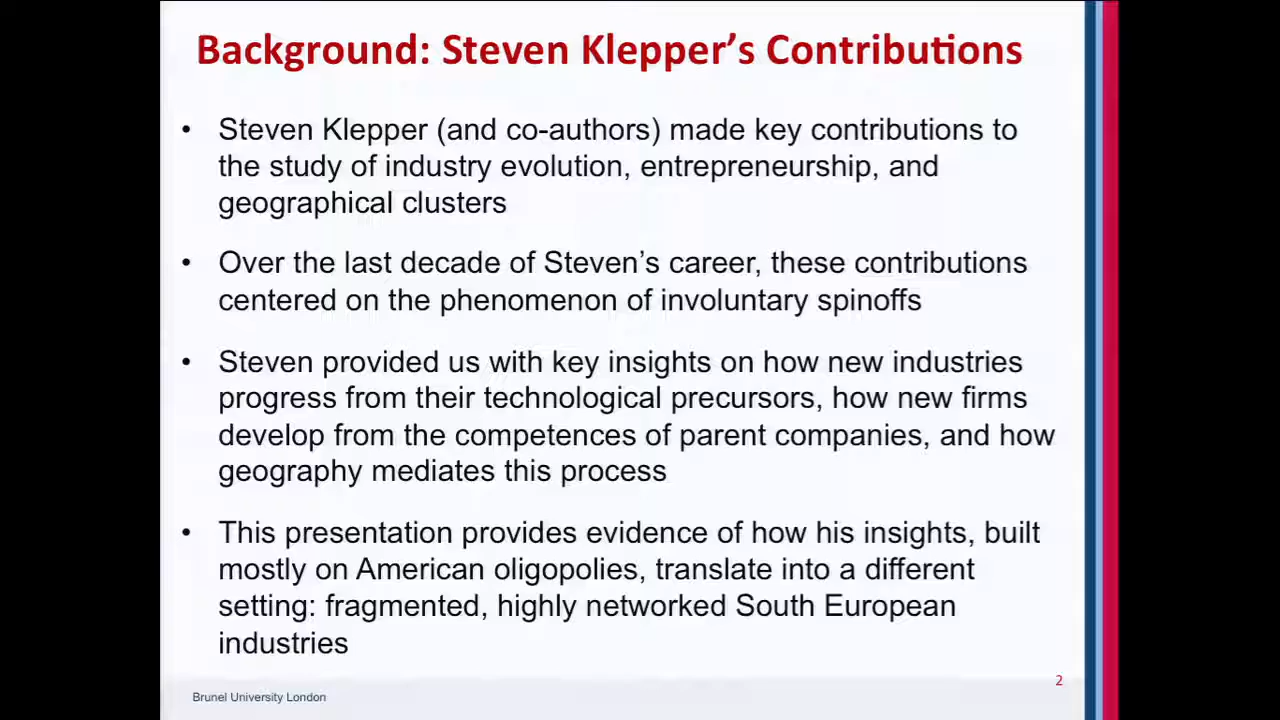 Background: Steven Klepper’s Contributions
• Steven Klepper (and co-authors) made key contributions to
the study of industry evolution, entrepreneurship, and
geographical clusters
• Over the last decade of Steven’s career, these contributions
centered on the phenomenon of involuntary spinoffs
• Steven provided us with key insights on how new industries
progress from their technological precursors, how new firms
develop from the competences of parent companies, and how
geography mediates this process
• This presentation provides evidence of how his insights, built
mostly on American oligopolies, translate into a different
setting: fragmented, highly networked South European
industries
2
Brunel University London